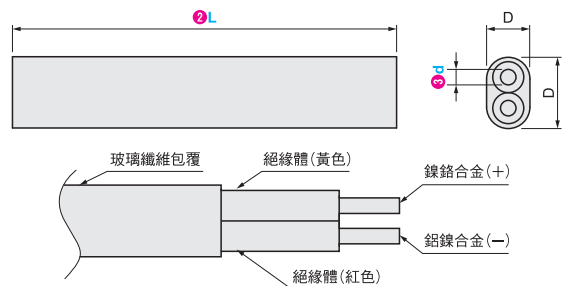 ❷L
D
❸d
D
玻璃纖維包覆
絕緣體(黃色)
鎳鉻合金(+)
鋁鎳合金(−)
絕緣體(紅色)